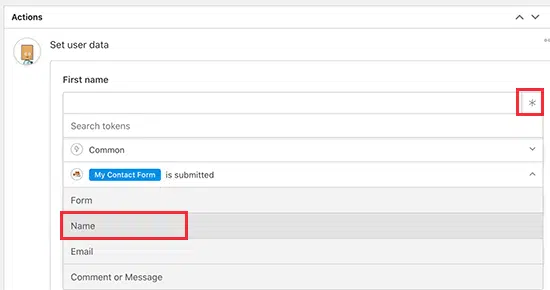 Actions
Set user data
First name
*
Search tokens
Common
My Contact Form is submitted
Form
Name
Email
Comment or Message